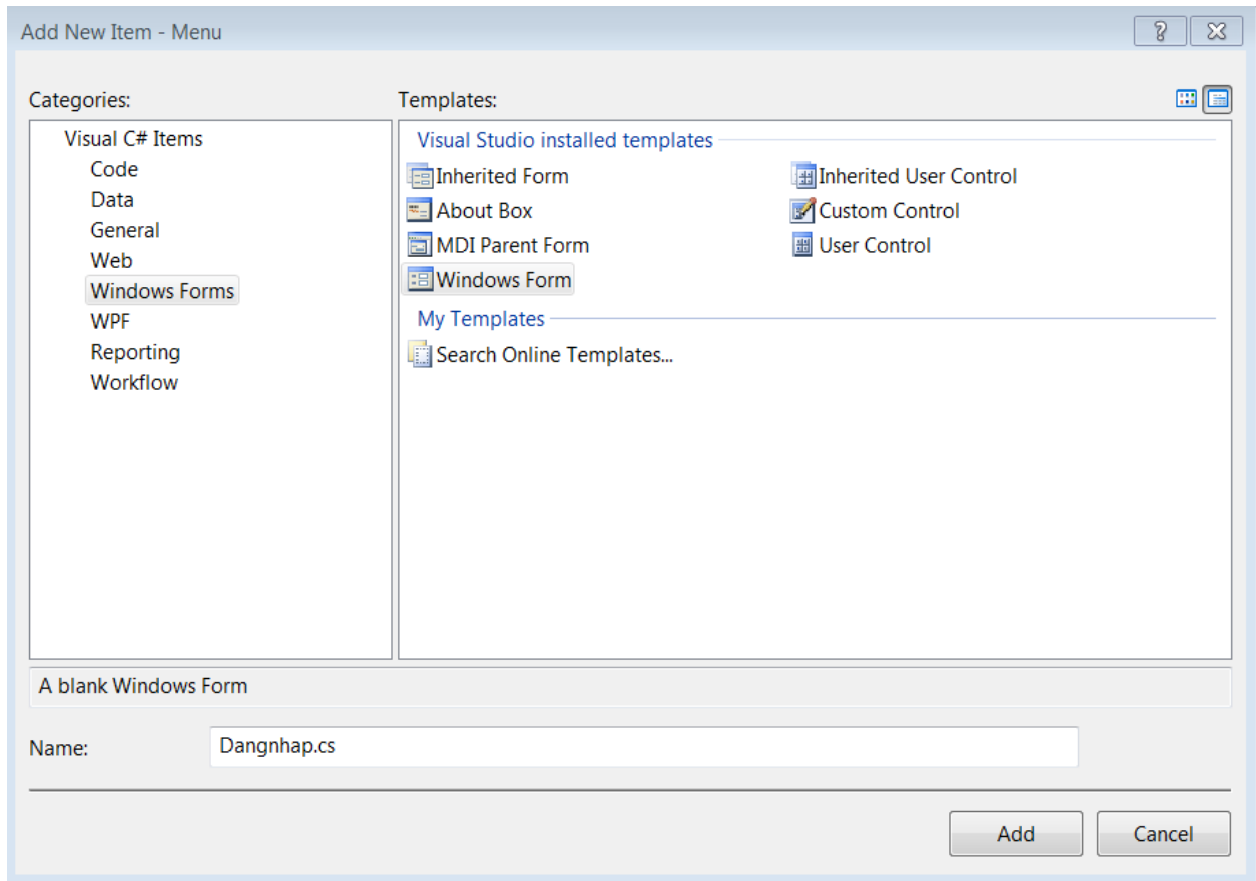 Add New Item - Menu
Categories:
Templates:
Visual C# Items
Code
Data
General
Web
Windows Forms
WPF
Reporting
Workflow
Visual Studio installed templates
Inherited Form
Inherited User Control
About Box
Custom Control
MDI Parent Form
User Control
Windows Form
My Templates
Search Online Templates...
A blank Windows Form
Name:
Dangnhap.cs
Add
Cancel